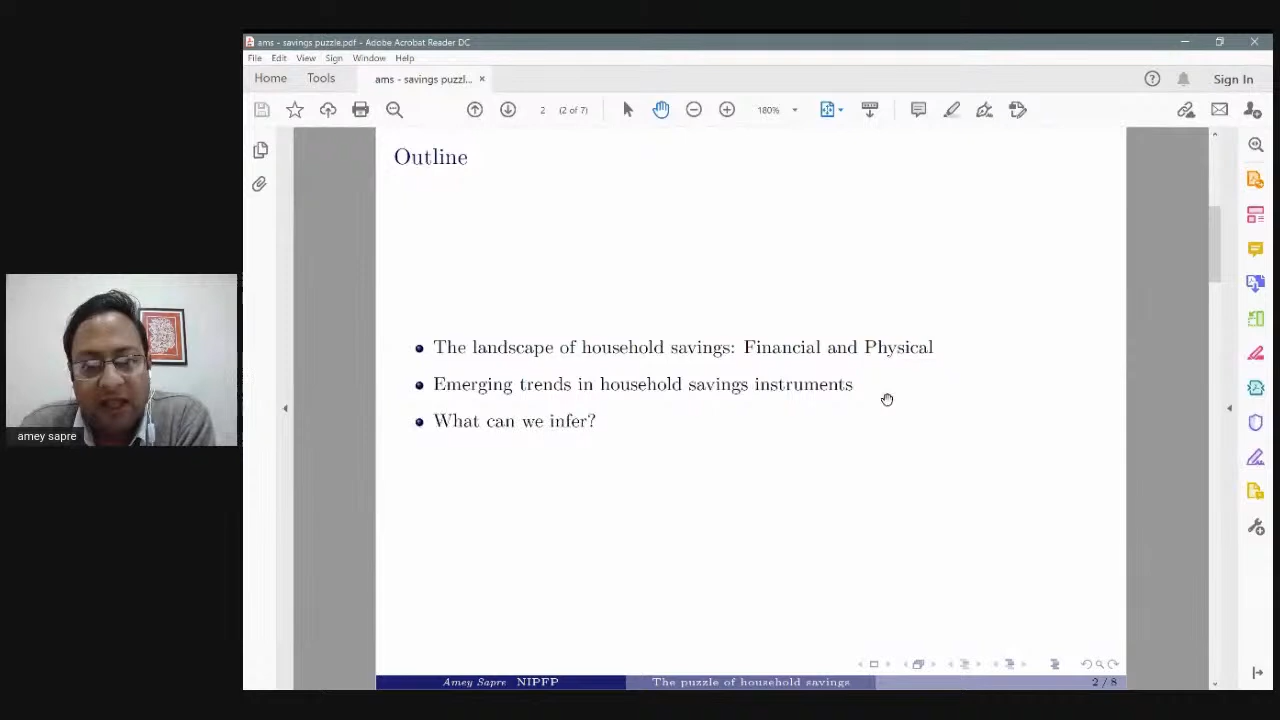 ams - savings puzzle.pdf - Adobe Acrobat Reader DC
File Edit View Sign Window Help
Home Tools ams - savings puzzl... × Sign In
2 (2 of 7) 180%
Outline
The landscape of household savings: Financial and Physical
Emerging trends in household savings instruments
What can we infer?
amey sapre
Amey Sapre NIPFP The puzzle of household savings 2 / 8